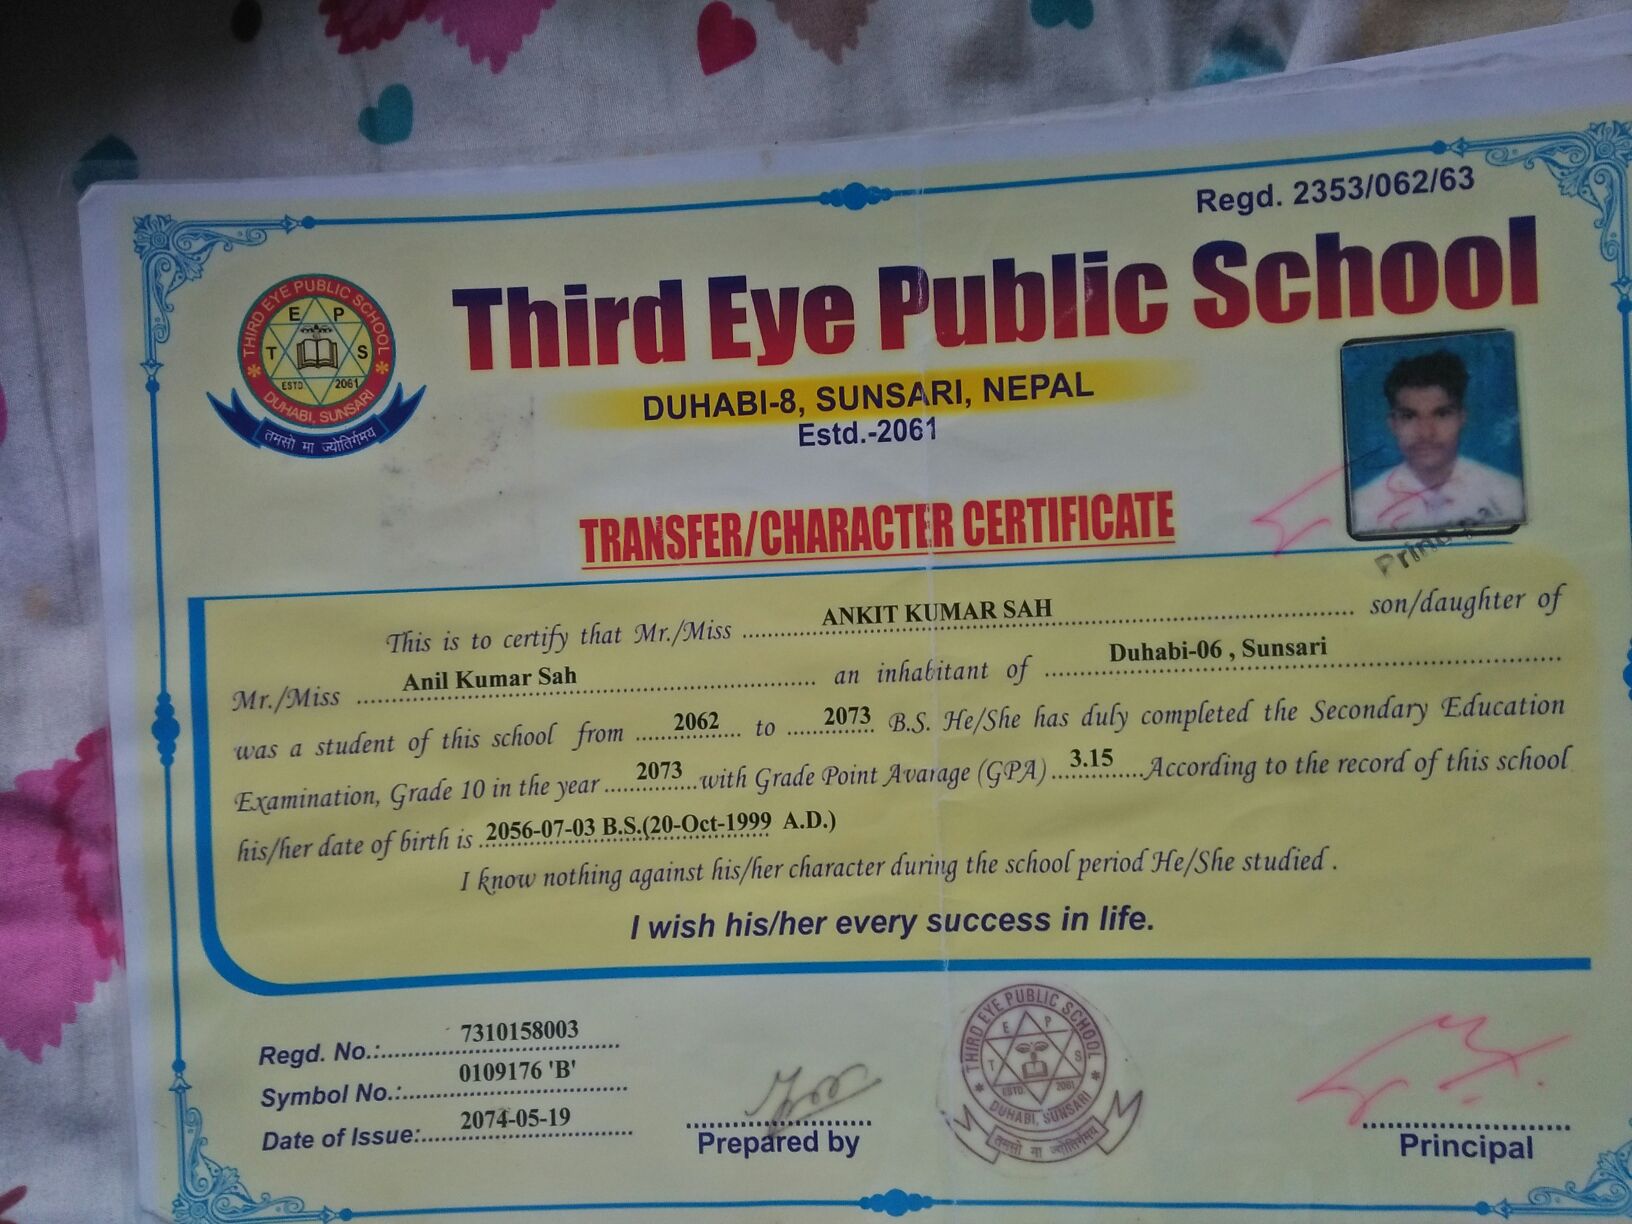 Regd. 2353/062/63
THIRD EYE PUBLIC SCHOOL
E P
T S
ESTD 2061
DUHABI, SUNSARI
तमसो मा ज्योतिर्गमय
Third Eye Public School
DUHABI-8, SUNSARI, NEPAL
Estd.-2061
TRANSFER/CHARACTER CERTIFICATE
Principal
This is to certify that Mr./Miss ANKIT KUMAR SAH son/daughter of
Mr./Miss Anil Kumar Sah an inhabitant of Duhabi-06 , Sunsari
was a student of this school from 2062 to 2073 B.S. He/She has duly completed the Secondary Education
Examination, Grade 10 in the year 2073 with Grade Point Avarage (GPA) 3.15 According to the record of this school
his/her date of birth is 2056-07-03 B.S.(20-Oct-1999 A.D.)
I know nothing against his/her character during the school period He/She studied .
I wish his/her every success in life.
Regd. No.: 7310158003
Symbol No.: 0109176 'B'
Date of Issue: 2074-05-19
Prepared by
THIRD EYE PUBLIC SCHOOL
E P
T S
ESTD 2061
DUHABI, SUNSARI
तमसो मा ज्योतिर्गमय
Principal